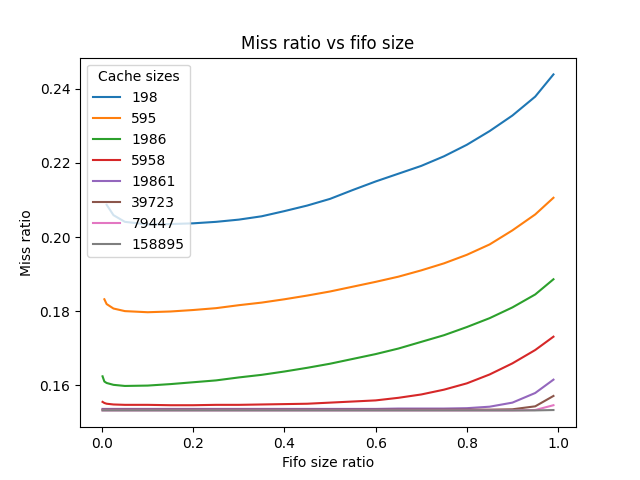 Miss ratio vs fifo size
Cache sizes
198
595
1986
5958
19861
39723
79447
158895
0.24
0.22
0.20
0.18
0.16
Miss ratio
0.0 0.2 0.4 0.6 0.8 1.0
Fifo size ratio